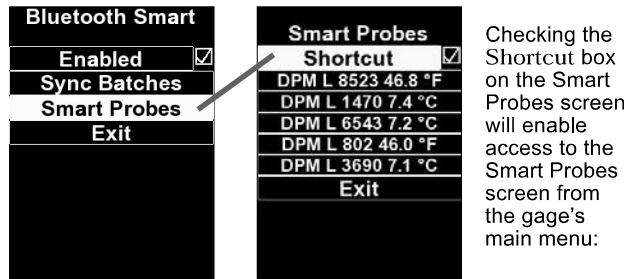 Bluetooth Smart
Enabled
Sync Batches
Smart Probes
Exit
Smart Probes
Shortcut
DPM L 8523 46.8 °F
DPM L 1470 7.4 °C
DPM L 6543 7.2 °C
DPM L 802 46.0 °F
DPM L 3690 7.1 °C
Exit
Checking the
Shortcut box
on the Smart
Probes screen
will enable
access to the
Smart Probes
screen from
the gage's
main menu: